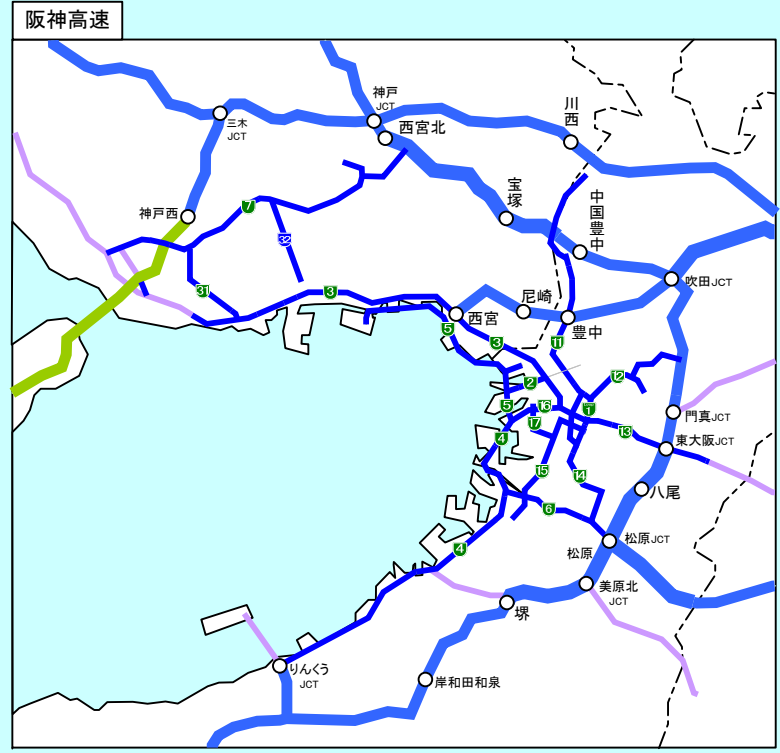 阪神高速
神戸
JCT
川
西
三木
JCT
西宮北
宝
塚
中
国
豊
中
7
神戸西
32
吹田JCT
31
3
尼崎
西宮
5
豊中
3
11
2
12
5
16
1
17
門真JCT
13
4
東大阪JCT
15
14
八尾
6
松原JCT
4
松原
美原北
JCT
堺
りんくう
JCT
岸和田和泉